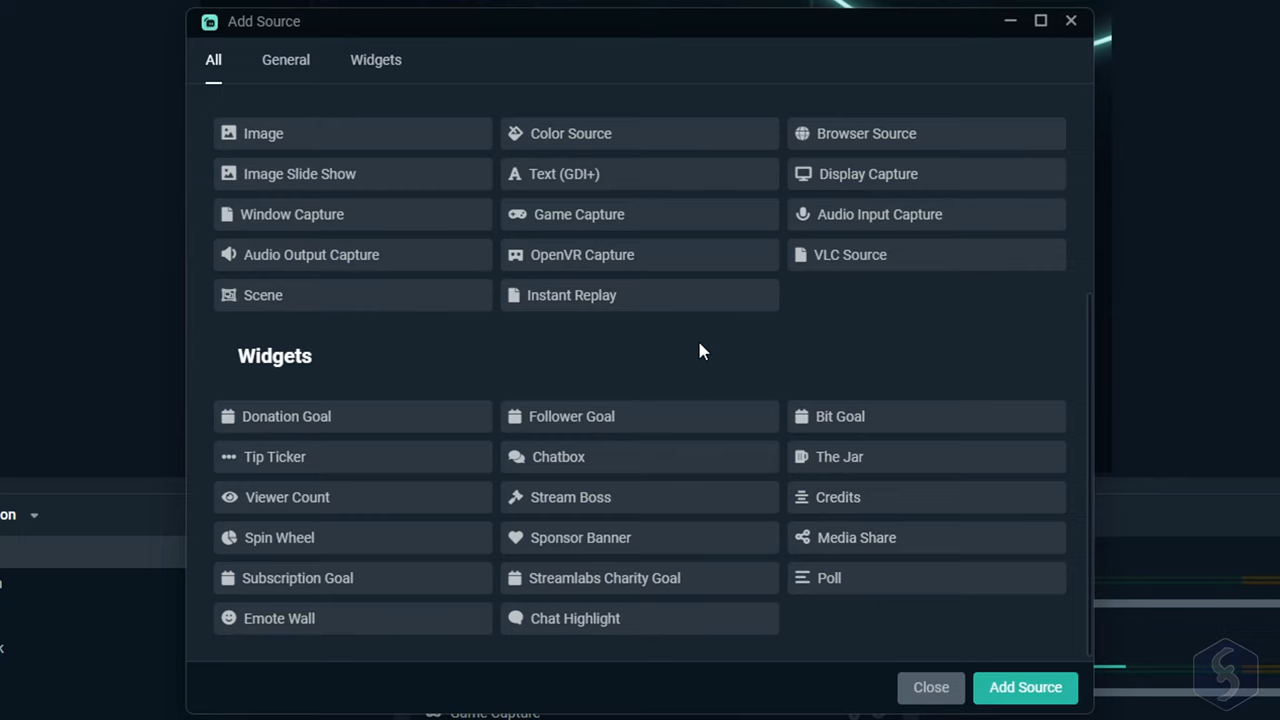 Add Source
All General Widgets
Image Color Source Browser Source
Image Slide Show Text (GDI+) Display Capture
Window Capture Game Capture Audio Input Capture
Audio Output Capture OpenVR Capture VLC Source
Scene Instant Replay
Widgets
Donation Goal Follower Goal Bit Goal
Tip Ticker Chatbox The Jar
Viewer Count Stream Boss Credits
on
Spin Wheel Sponsor Banner Media Share
Subscription Goal Streamlabs Charity Goal Poll
Emote Wall Chat Highlight
Close Add Source
Game Capture